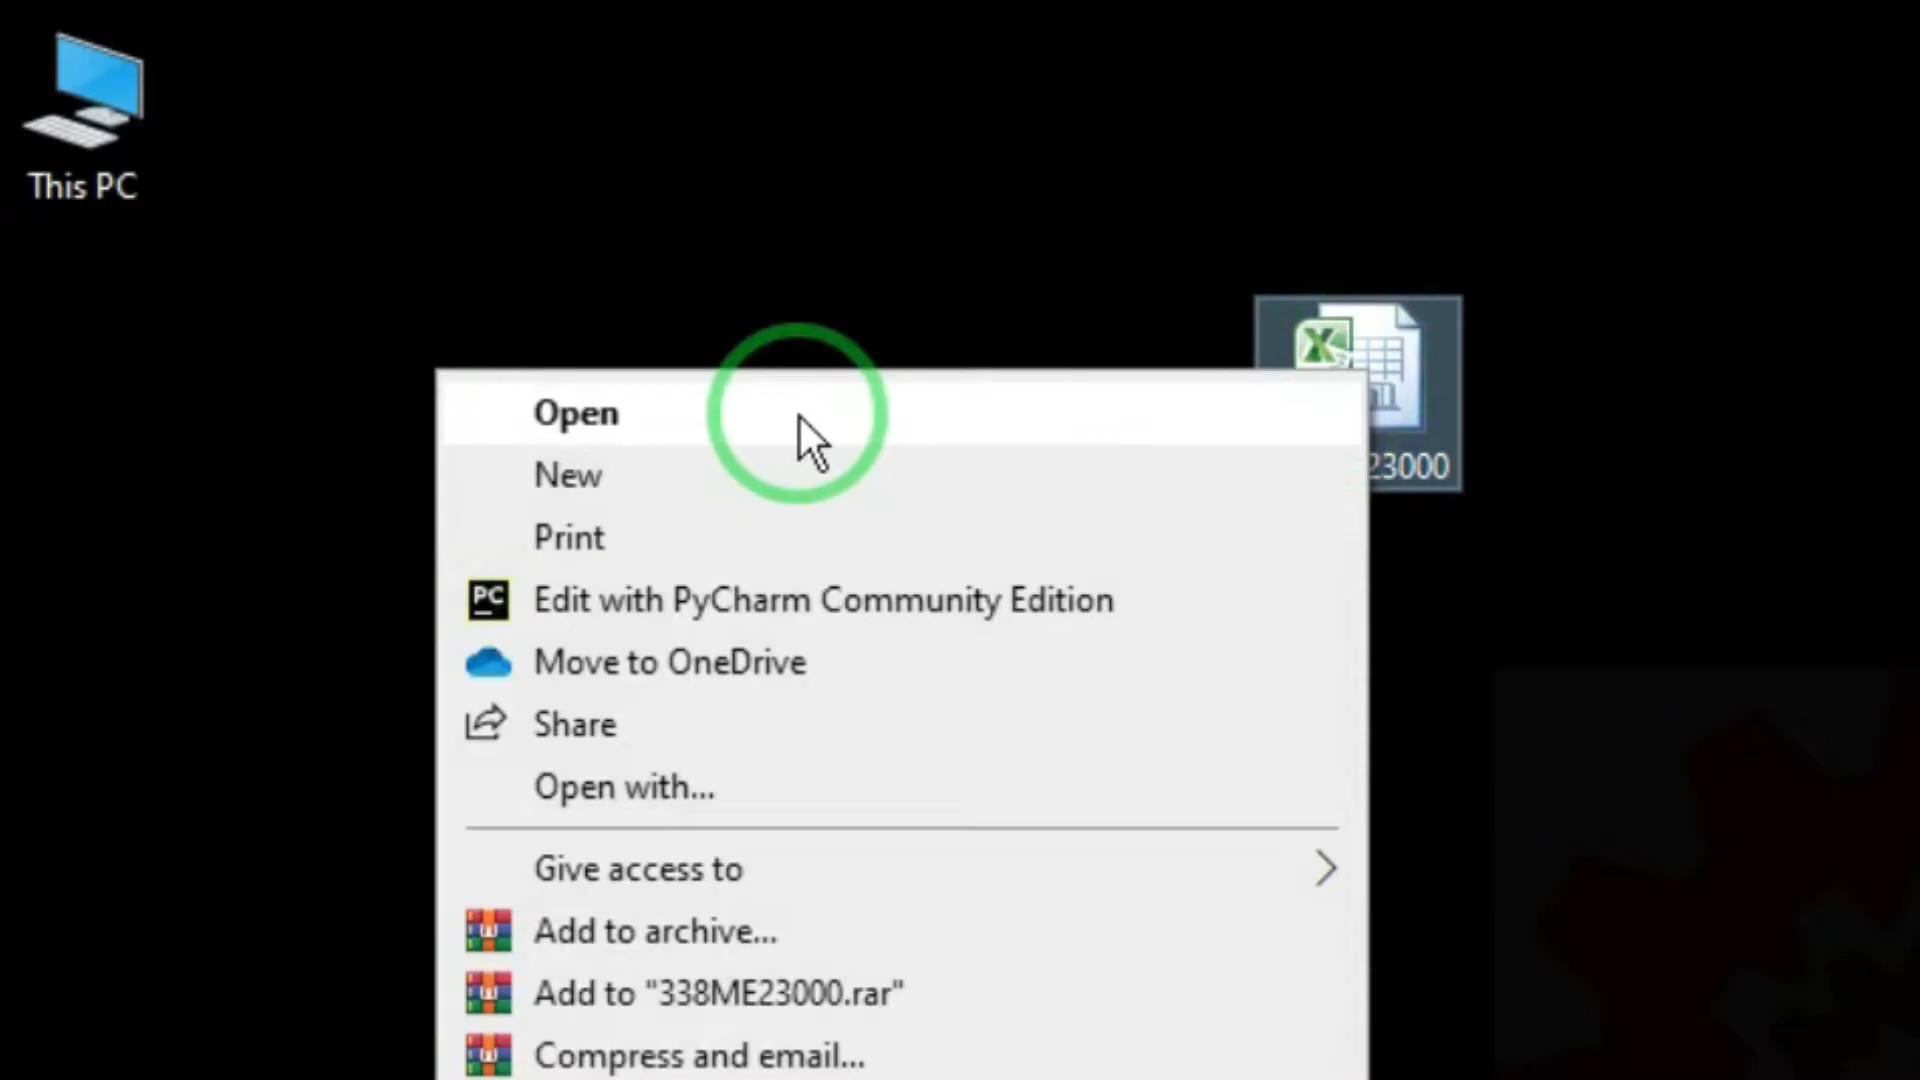 This PC
23000
Open
New
Print
PC Edit with PyCharm Community Edition
Move to OneDrive
Share
Open with...
Give access to
Add to archive...
Add to "338ME23000.rar"
Compress and email...